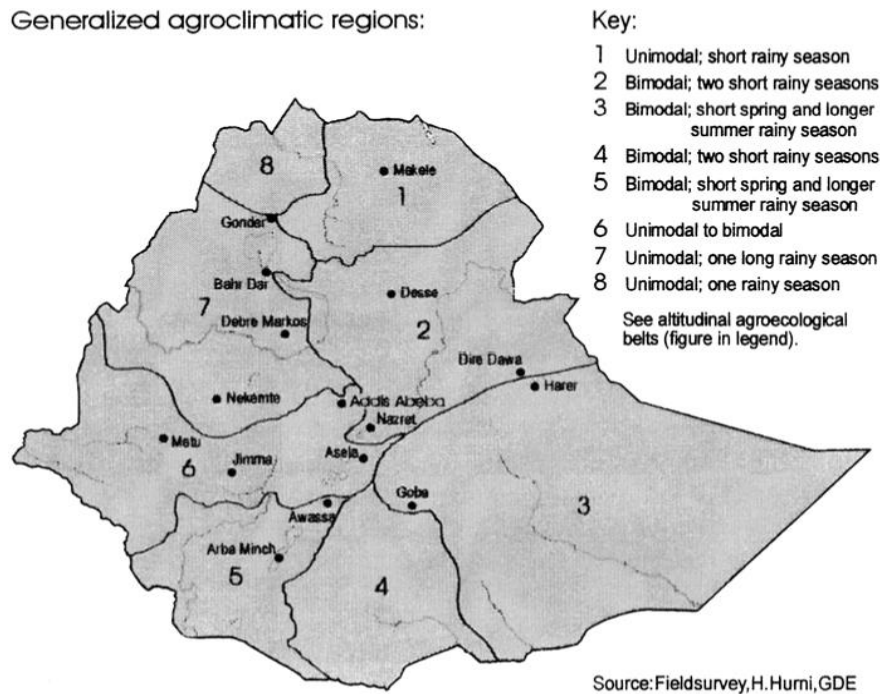 Generalized agroclimatic regions:
Key:
1 Unimodal; short rainy season
2 Bimodal; two short rainy seasons
3 Bimodal; short spring and longer
summer rainy season
4 Bimodal; two short rainy seasons
5 Bimodal; short spring and longer
summer rainy season
6 Unimodal to bimodal
7 Unimodal; one long rainy season
8 Unimodal; one rainy season
See altitudinal agroecological
belts (figure in legend).
8
Makele
1
Gonder
Bahr Dar
Desse
7
Debre Markos
2
Dire Dawa
Harer
Nekemte
Addis Abeba
Nazret
Metu
Asela
6
Jimma
Goba
3
Awassa
Arba Minch
5
4
Source:Fieldsurvey,H.Hurni,GDE